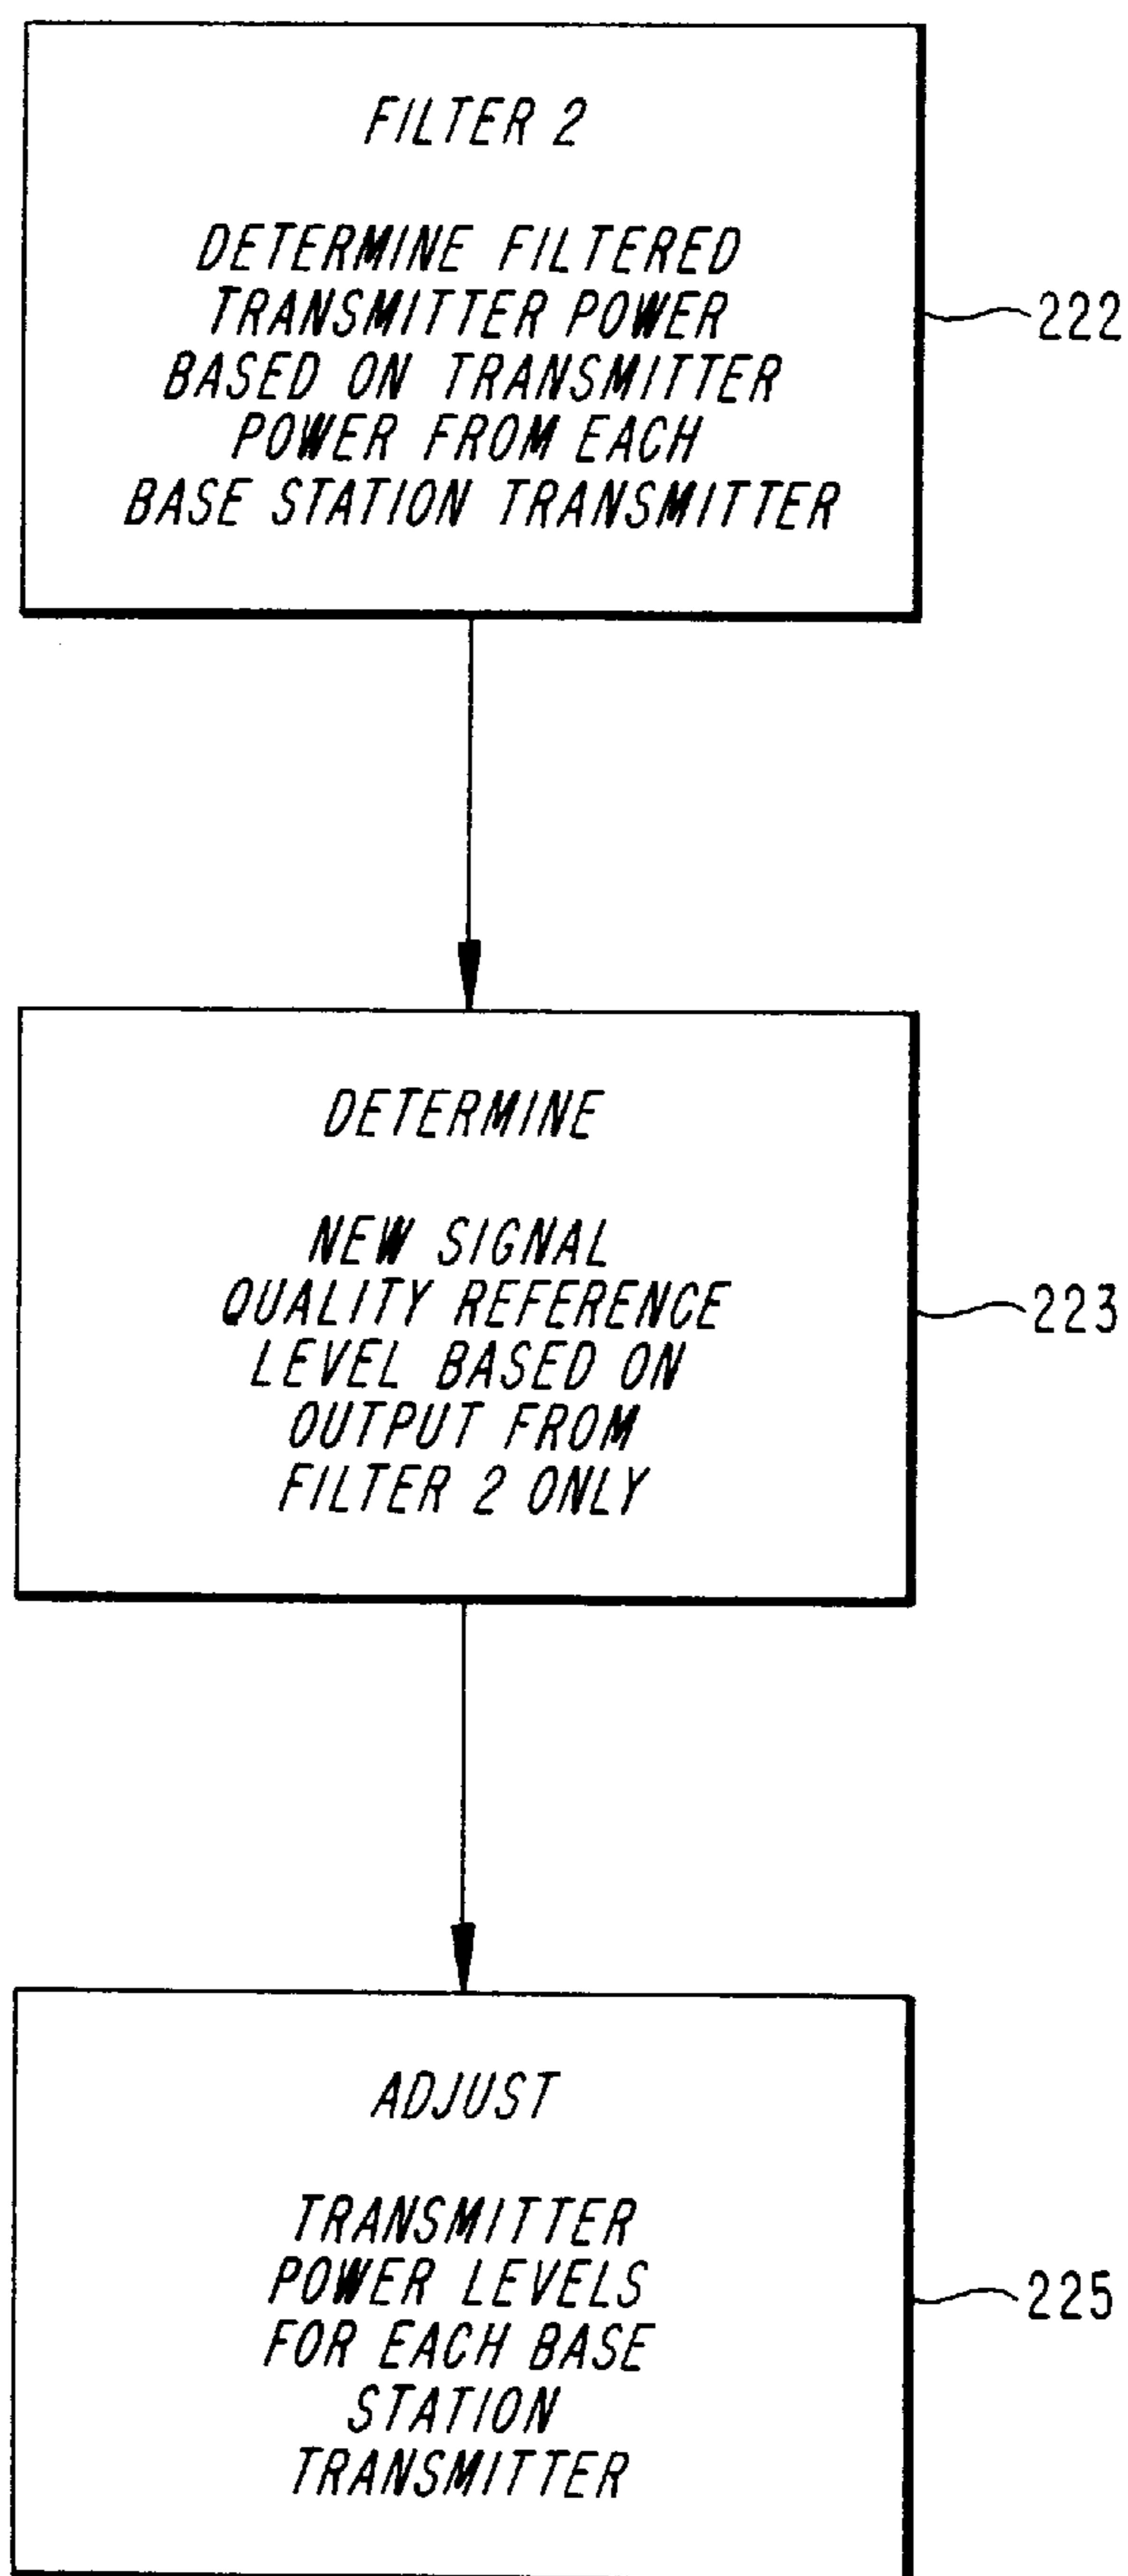 FILTER 2
DETERMINE FILTERED
TRANSMITTER POWER
BASED ON TRANSMITTER
POWER FROM EACH
BASE STATION TRANSMITTER
222
DETERMINE
NEW SIGNAL
QUALITY REFERENCE
LEVEL BASED ON
OUTPUT FROM
FILTER 2 ONLY
223
ADJUST
TRANSMITTER
POWER LEVELS
FOR EACH BASE
STATION
TRANSMITTER
225